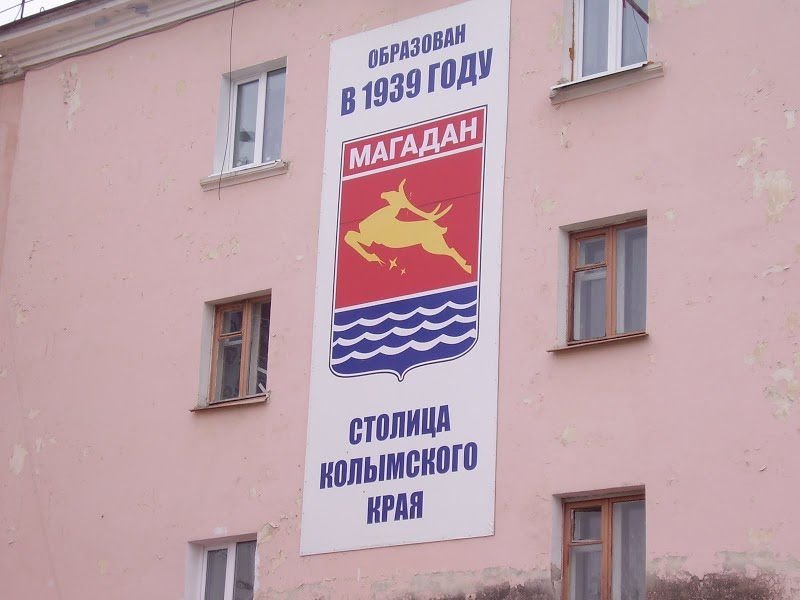 ОБРАЗОВАН
В 1939 ГОДУ
МАГАДАН
СТОЛИЦА
КОЛЫМСКОГО
КРАЯ